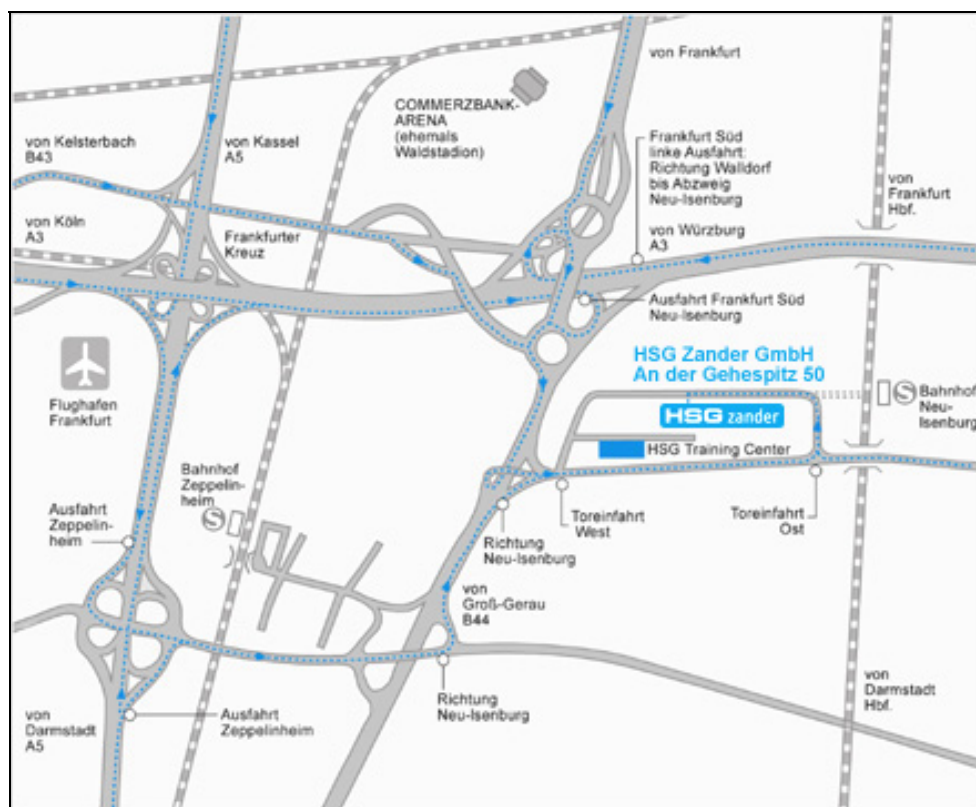 von Frankfurt
COMMERZBANK-
ARENA
(ehemals
Waldstadion)
von Kelsterbach
B43
von Kassel
A5
Frankfurt Süd
linke Ausfahrt:
Richtung Walldorf
bis Abzweig
Neu-Isenburg
von
Frankfurt
Hbf.
von Köln
A3
Frankfurter
Kreuz
von Würzburg
A3
Ausfahrt Frankfurt Süd
Neu-Isenburg
HSG Zander GmbH
An der Gehespitz 50
Flughafen
Frankfurt
HSG zander
S
Bahnhof
Neu-
Isenburg
HSG Training Center
Bahnhof
Zeppelin-
heim
S
Ausfahrt
Zeppelin-
heim
Toreinfahrt
West
Toreinfahrt
Ost
Richtung
Neu-Isenburg
von
Groß-Gerau
B44
von
Darmstadt
Hbf.
von
Darmstadt
A5
Ausfahrt
Zeppelinheim
Richtung
Neu-Isenburg